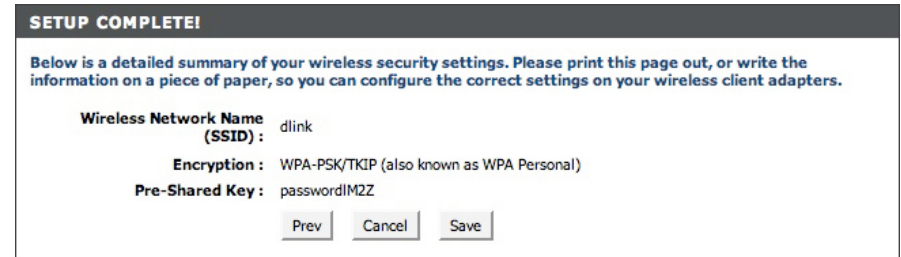 SETUP COMPLETE!
Below is a detailed summary of your wireless security settings. Please print this page out, or write the
information on a piece of paper, so you can configure the correct settings on your wireless client adapters.
Wireless Network Name
(SSID) : dlink
Encryption : WPA-PSK/TKIP (also known as WPA Personal)
Pre-Shared Key : passwordlM2Z
Prev Cancel Save